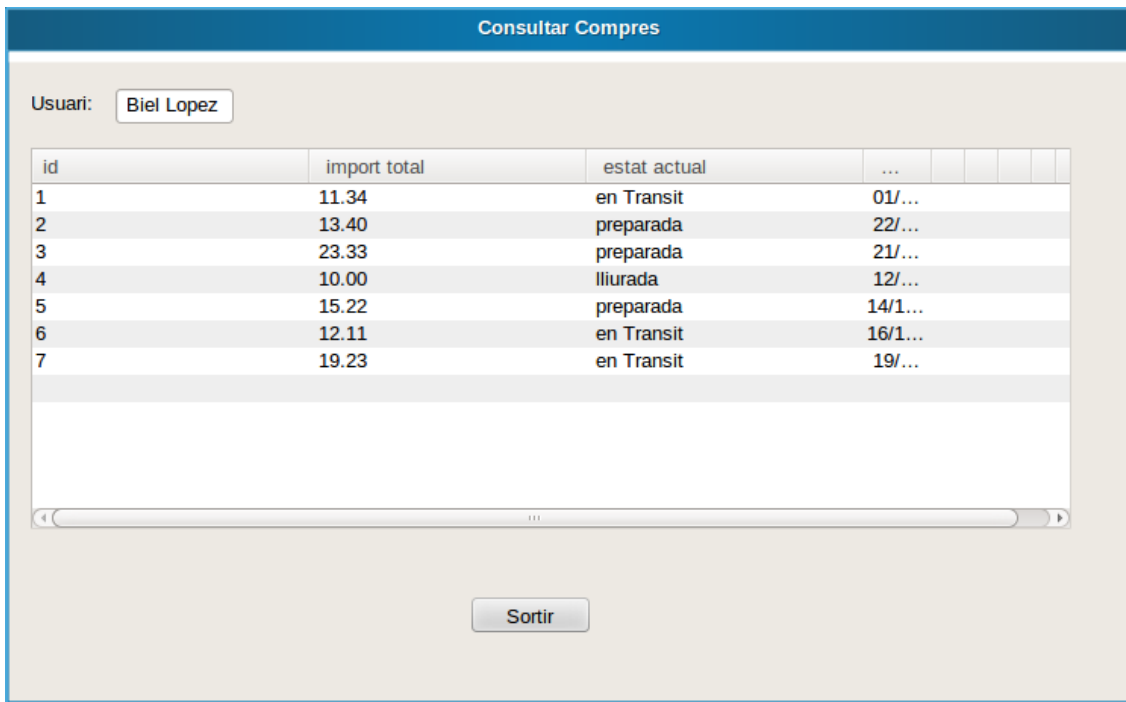 Consultar Compres
Usuari: Biel Lopez
id import total estat actual ...
1 11.34 en Transit 01/...
2 13.40 preparada 22/...
3 23.33 preparada 21/...
4 10.00 lliurada 12/...
5 15.22 preparada 14/1...
6 12.11 en Transit 16/1...
7 19.23 en Transit 19/...
Sortir